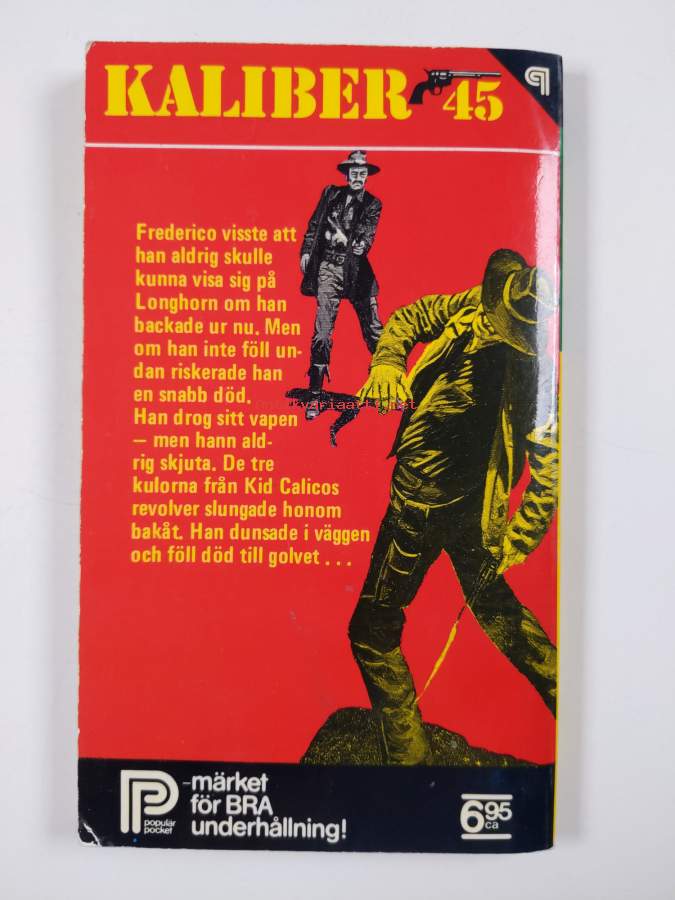 KALIBER 45
Frederico visste att
han aldrig skulle
kunna visa sig på
Longhorn om han
backade ur nu. Men
om han inte föll un-
dan riskerade han
en snabb död.
Han drog sitt vapen
– men hann ald-
rig skjuta. De tre
kulorna från Kid Calicos
revolver slungade honom
bakåt. Han dunsade i väggen
och föll död till golvet . . .
populär
pocket
-märket
för BRA
underhållning!
6 95
ca